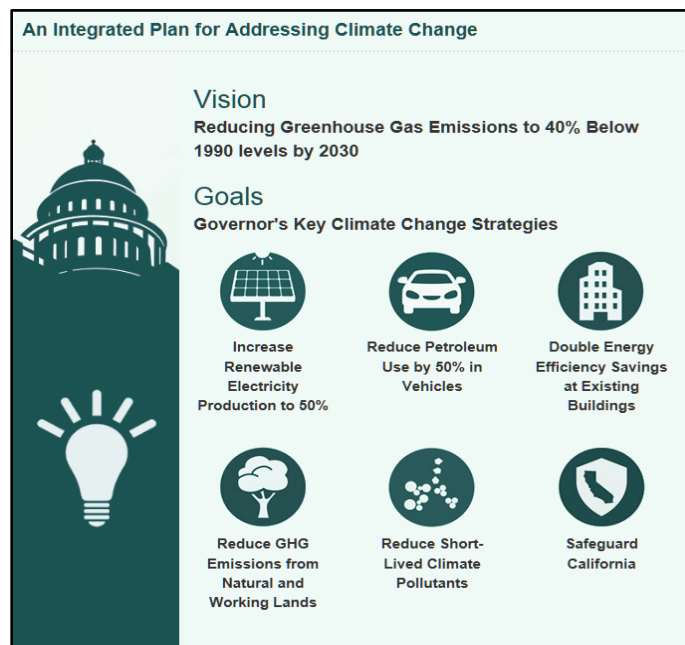 An Integrated Plan for Addressing Climate Change
Vision
Reducing Greenhouse Gas Emissions to 40% Below
1990 levels by 2030
Goals
Governor's Key Climate Change Strategies
Increase
Renewable
Electricity
Production to 50%
Reduce Petroleum
Use by 50% in
Vehicles
Double Energy
Efficiency Savings
at Existing
Buildings
Reduce GHG
Emissions from
Natural and
Working Lands
Reduce Short-
Lived Climate
Pollutants
Safeguard
California